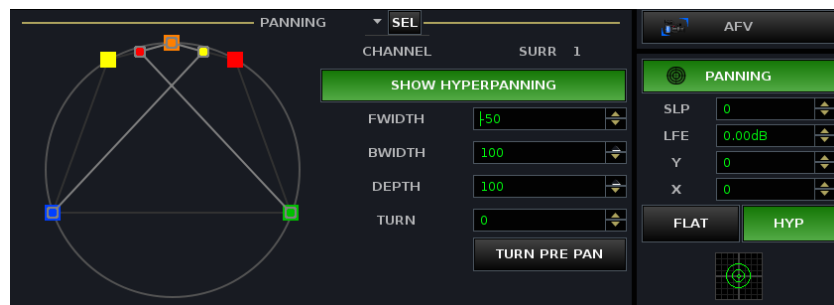 PANNING
SEL
AFV
CHANNEL SURR 1
SHOW HYPERPANNING
PANNING
FWIDTH -50
SLP 0
BWIDTH 100
LFE 0.00dB
Y 0
DEPTH 100
X 0
TURN 0
FLAT
HYP
TURN PRE PAN